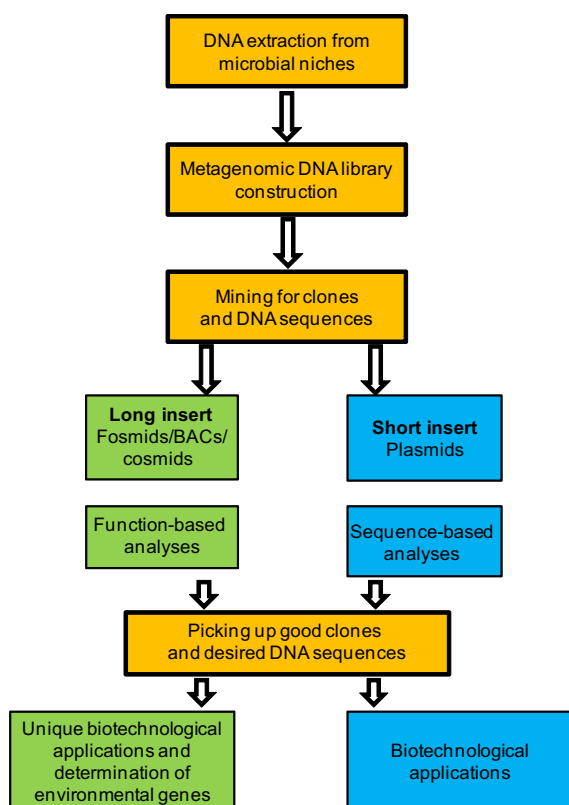 DNA extraction from
microbial niches
Metagenomic DNA library
construction
Mining for clones
and DNA sequences
Long insert
Fosmids/BACs/
cosmids
Short insert
Plasmids
Function-based
analyses
Sequence-based
analyses
Picking up good clones
and desired DNA sequences
Unique biotechnological
applications and
determination of
environmental genes
Biotechnological
applications